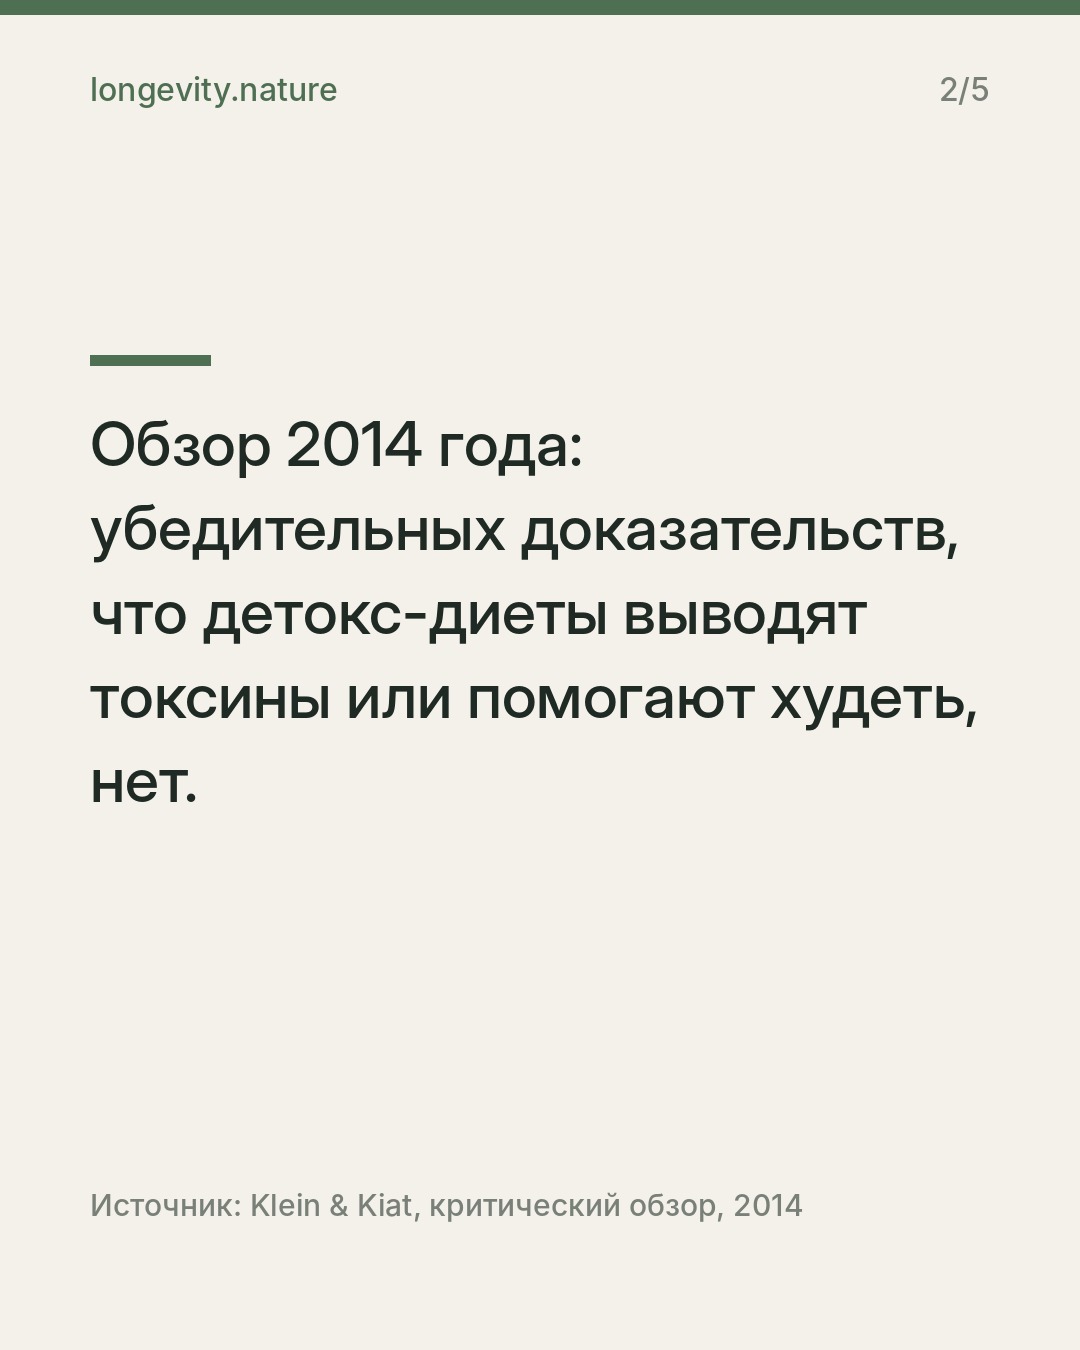 longevity.nature
2/5
Обзор 2014 года:
убедительных доказательств,
что детокс-диеты выводят
токсины или помогают худеть,
нет.
Источник: Klein & Kiat, критический обзор, 2014